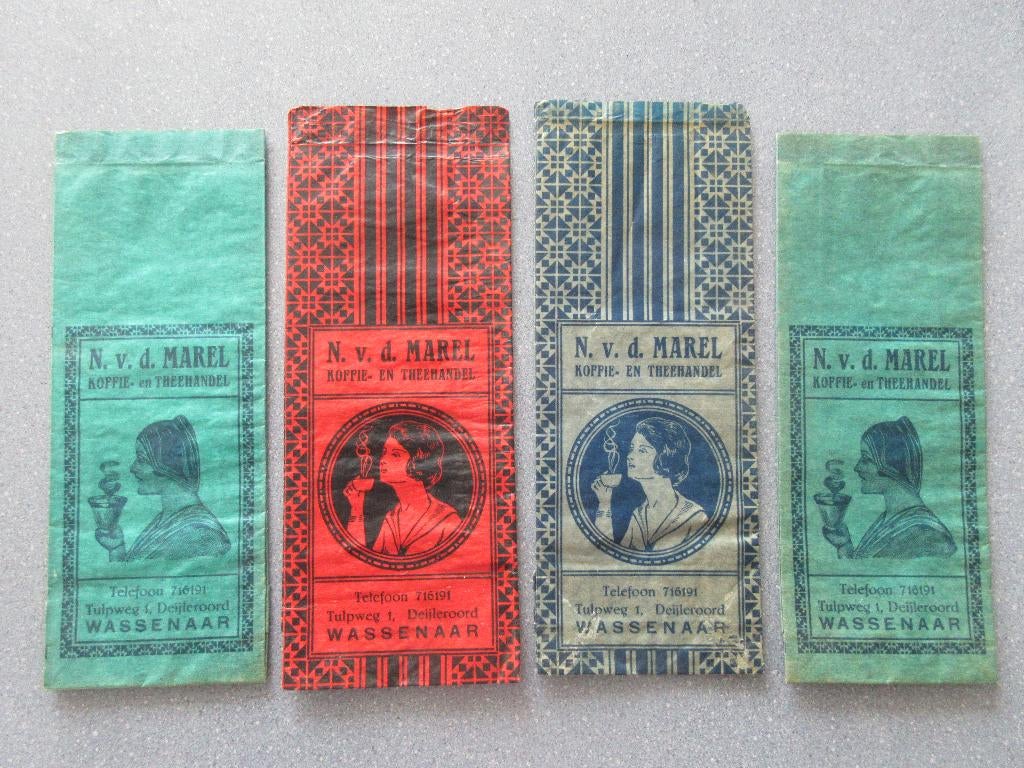 N. v. d. MAREL
KOFFIE- en THEEHANDEL
Telefoon 716191
Tulpweg 1, Deijleroord
WASSENAAR
N. v. d. MAREL
KOFFIE- EN THEEHANDEL
Telefoon 716191
Tulpweg 1, Deijleroord
WASSENAAR
N. v. d. MAREL
KOFFIE- EN THEEHANDEL
Telefoon 716191
Tulpweg 1, Deijleroord
WASSENAAR
N. v. d. MAREL
KOFFIE- en THEEHANDEL
Telefoon 716191
Tulpweg 1, Deijleroord
WASSENAAR